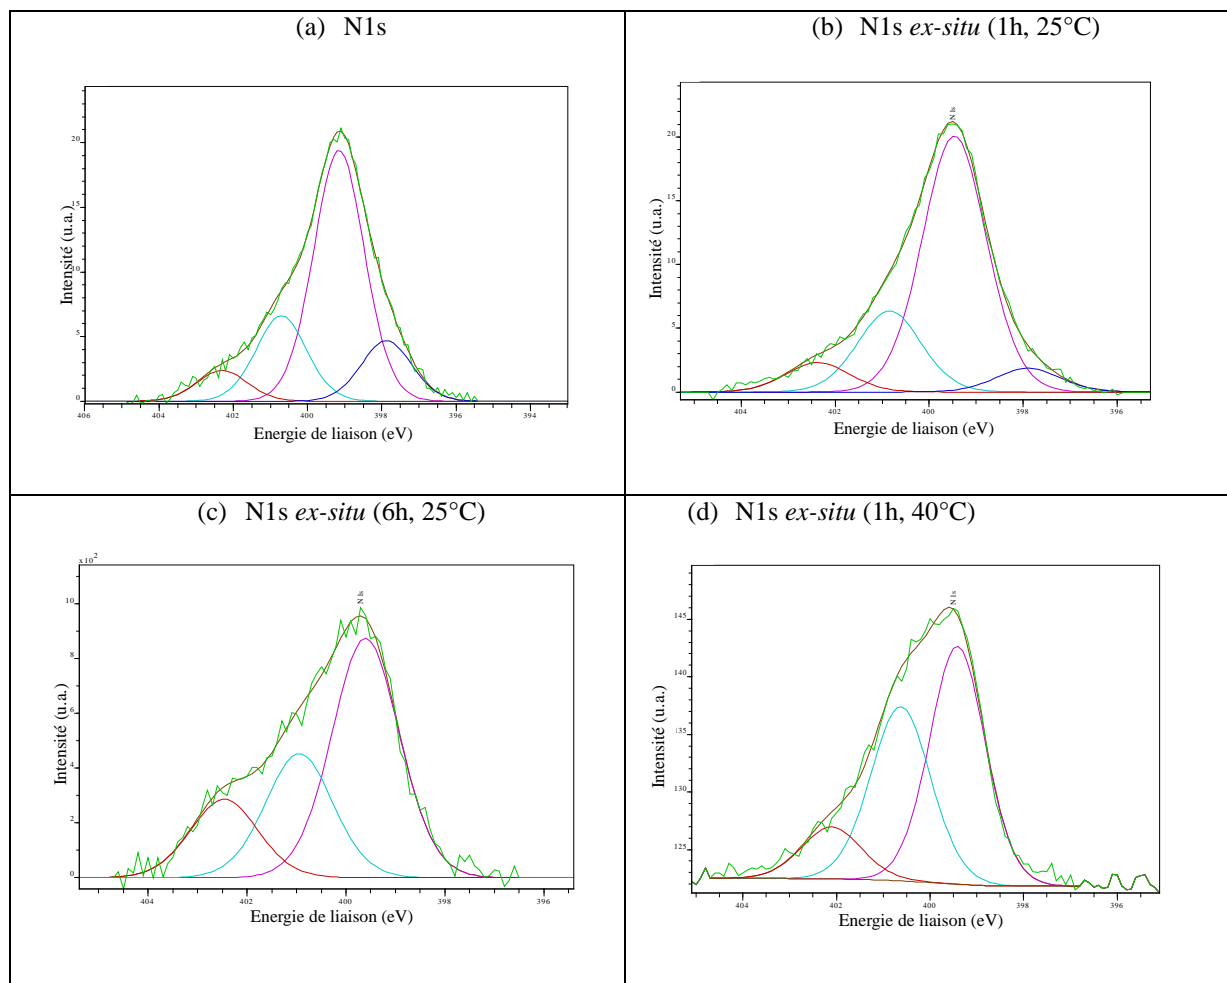 (a) N1s
(b) N1s ex-situ (1h, 25°C)
20
15
10
5
0
Intensité (u.a.)
406 404 402 400 398 396 394
Energie de liaison (eV)
N 1s
20
15
10
5
0
Intensité (u.a.)
404 402 400 398 396
Energie de liaison (eV)
(c) N1s ex-situ (6h, 25°C)
(d) N1s ex-situ (1h, 40°C)
x 10 2
N 1s
10
8
6
4
2
0
Intensité (u.a.)
404 402 400 398 396
Energie de liaison (eV)
N 1s
145
140
135
130
125
Intensité (u.a.)
404 402 400 398 396
Energie de liaison (eV)